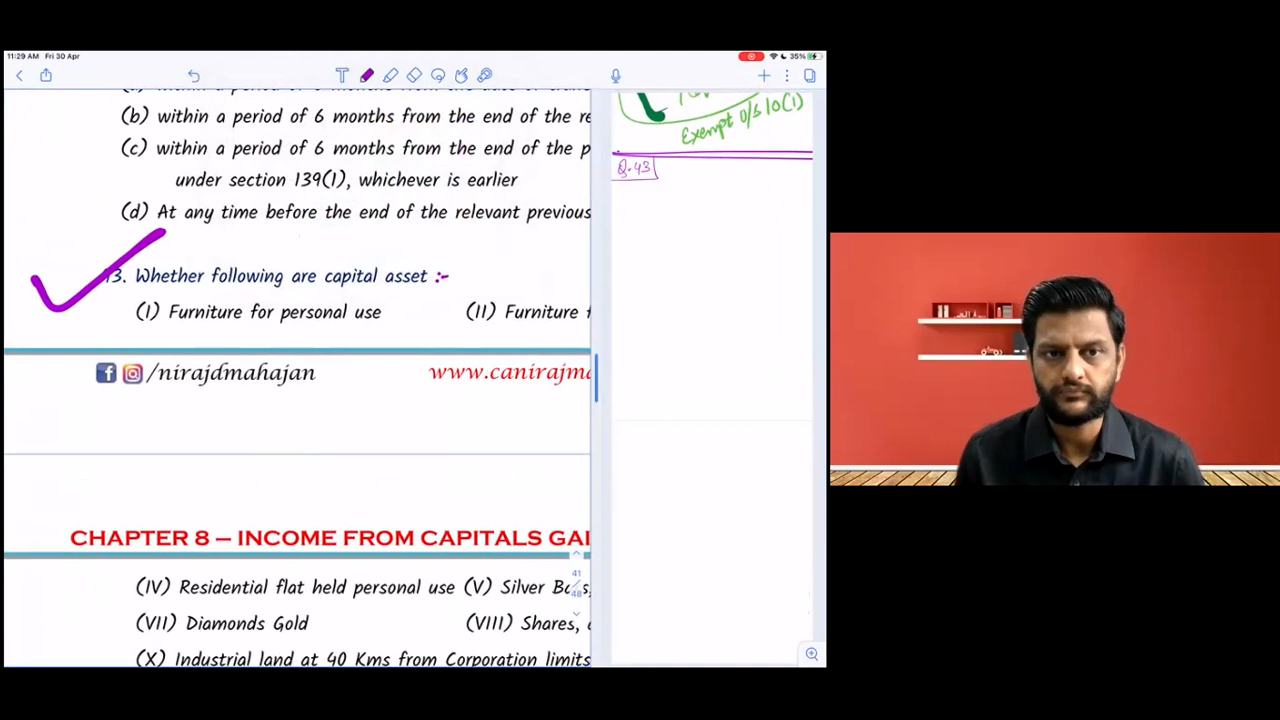 11:29 AM Fri 30 Apr
35%
(b) within a period of 6 months from the end of the
(c) within a period of 6 months from the end of the
under section 139(1), whichever is earlier
(d) At any time before the end of the relevant previous
Exempt u/s 10(1)
Q.43
3. Whether following are capital asset :-
(I) Furniture for personal use (II) Furniture
/nirajdmahajan
www.canirajma
CHAPTER 8 – INCOME FROM CAPITALS GAI
41
48
(IV) Residential flat held personal use (V) Silver
(VII) Diamonds Gold (VIII) Shares,
(X) Industrial land at 40 Kms from Corporation limits